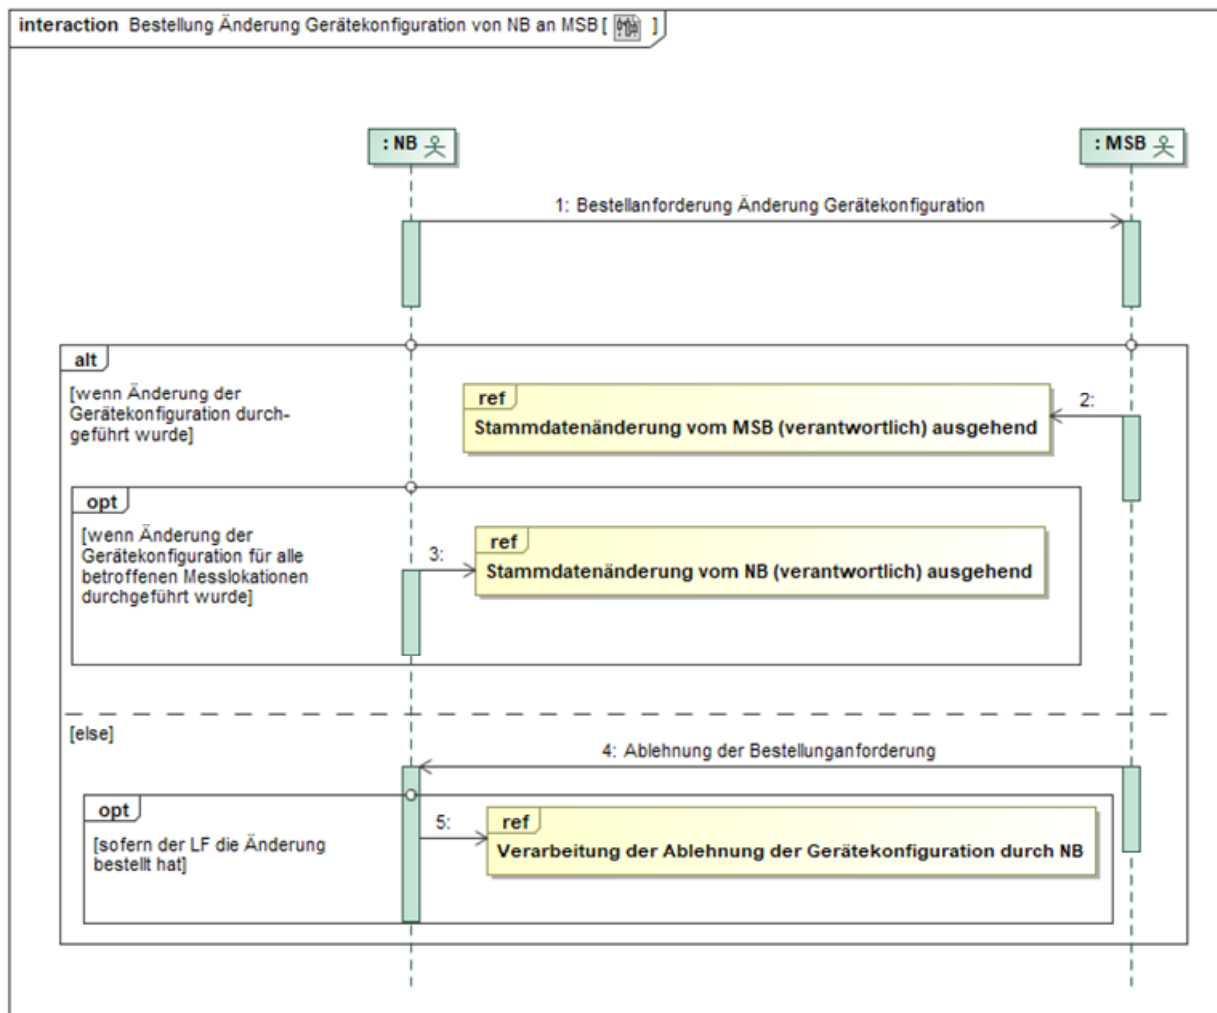 interaction Bestellung Änderung Gerätekonfiguration von NB an MSB [ ]
: NB
: MSB
1: Bestellanforderung Änderung Gerätekonfiguration
alt
[wenn Änderung der
Gerätekonfiguration durch-
geführt wurde]
ref
Stammdatenänderung vom MSB (verantwortlich) ausgehend
2:
opt
[wenn Änderung der
Gerätekonfiguration für alle
betroffenen Messlokationen
durchgeführt wurde]
3:
ref
Stammdatenänderung vom NB (verantwortlich) ausgehend
[else]
4: Ablehnung der Bestellunganforderung
opt
[sofern der LF die Änderung
bestellt hat]
5:
ref
Verarbeitung der Ablehnung der Gerätekonfiguration durch NB